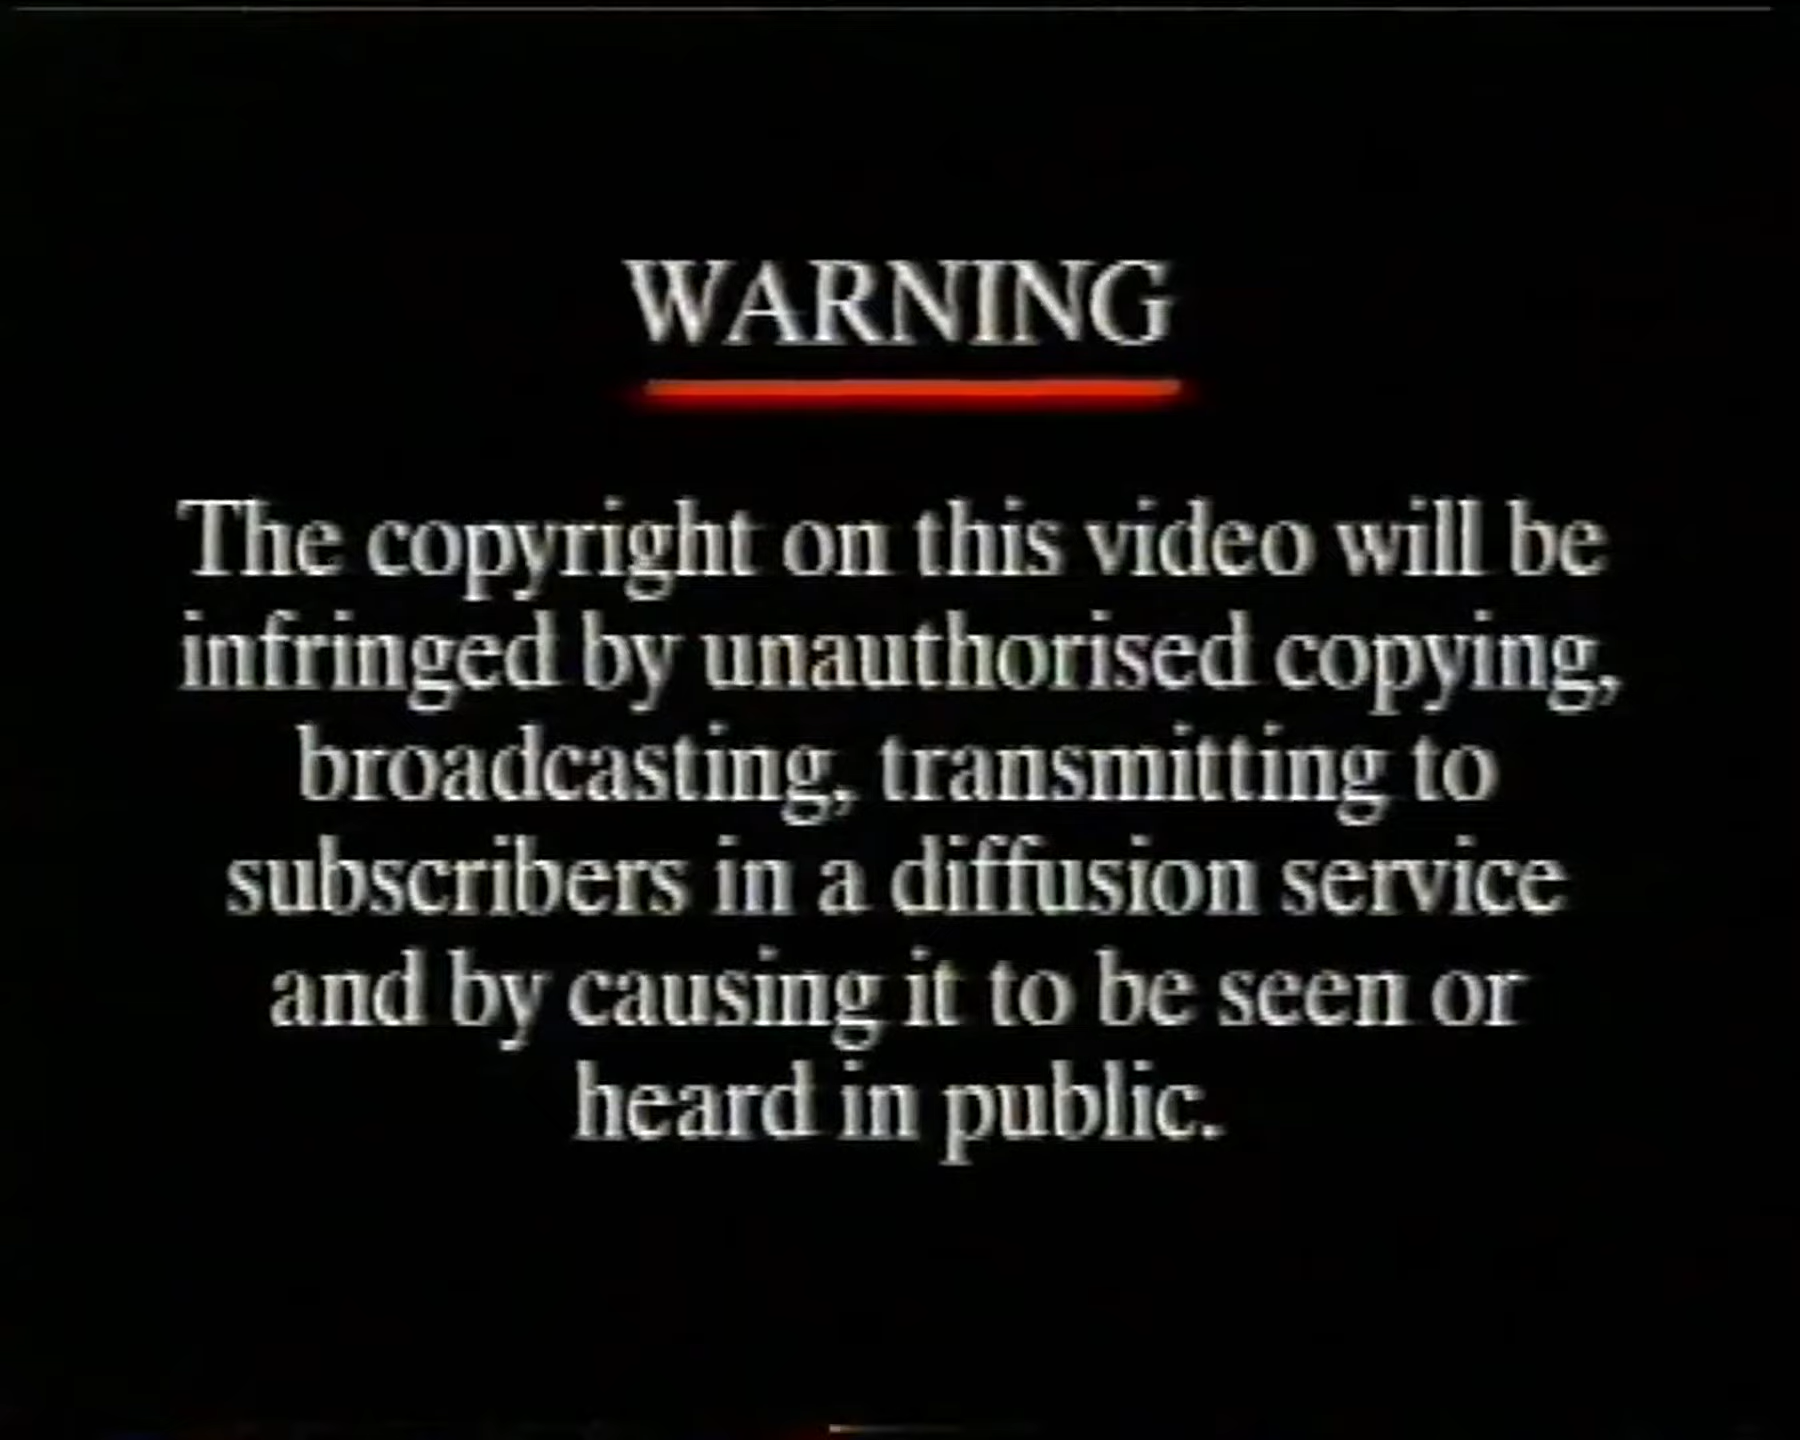 WARNING
The copyright on this video will be
infringed by unauthorised copying,
broadcasting, transmitting to
subscribers in a diffusion service
and by causing it to be seen or
heard in public.